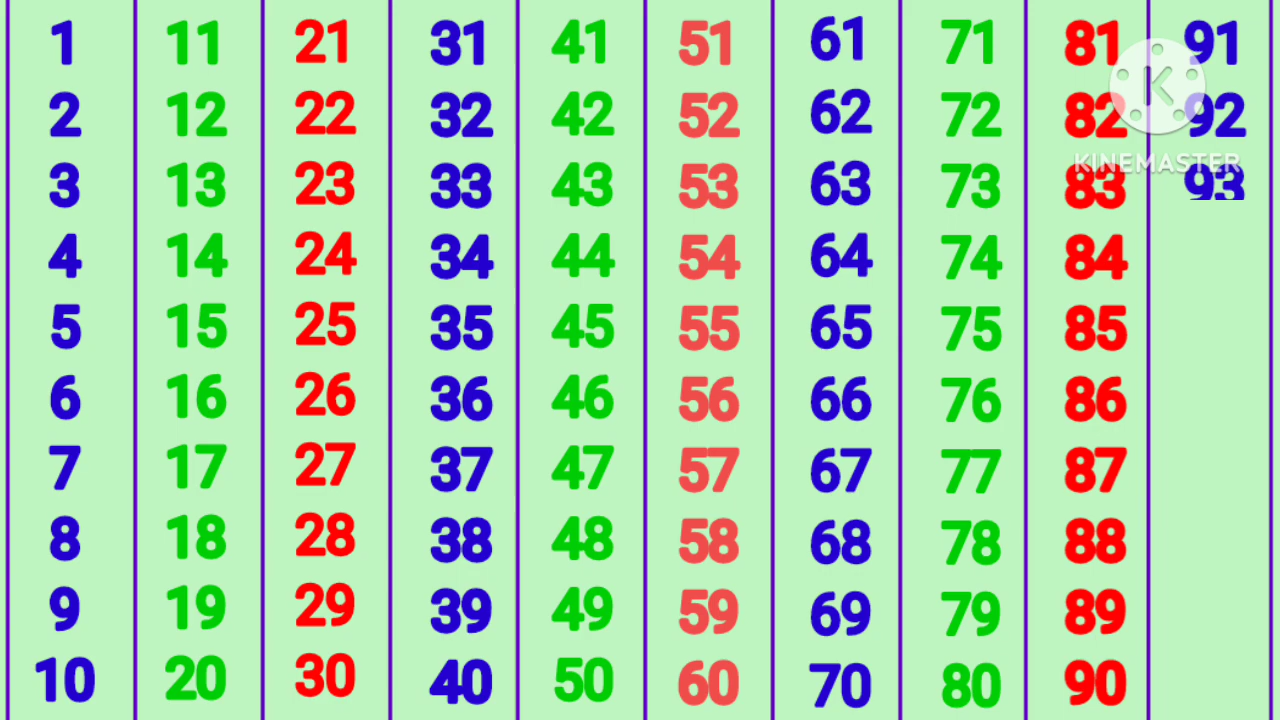 1 11 21 31 41 51 61 71 81 91
2 12 22 32 42 52 62 72 82 92
3 13 23 33 43 53 63 73 83 93
KINEMASTER
4 14 24 34 44 54 64 74 84
5 15 25 35 45 55 65 75 85
6 16 26 36 46 56 66 76 86
7 17 27 37 47 57 67 77 87
8 18 28 38 48 58 68 78 88
9 19 29 39 49 59 69 79 89
10 20 30 40 50 60 70 80 90